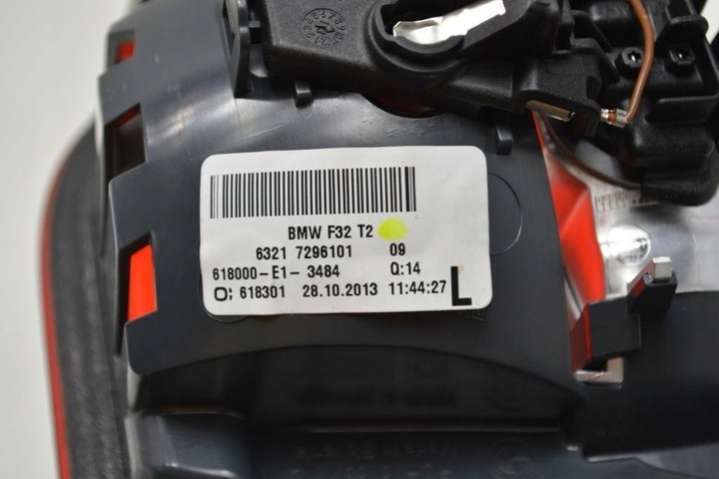 BMW F32 T2
6321 7296101 09
618000-E1- 3484 Q:14
O; 618301 28.10.2013 11:44:27 L